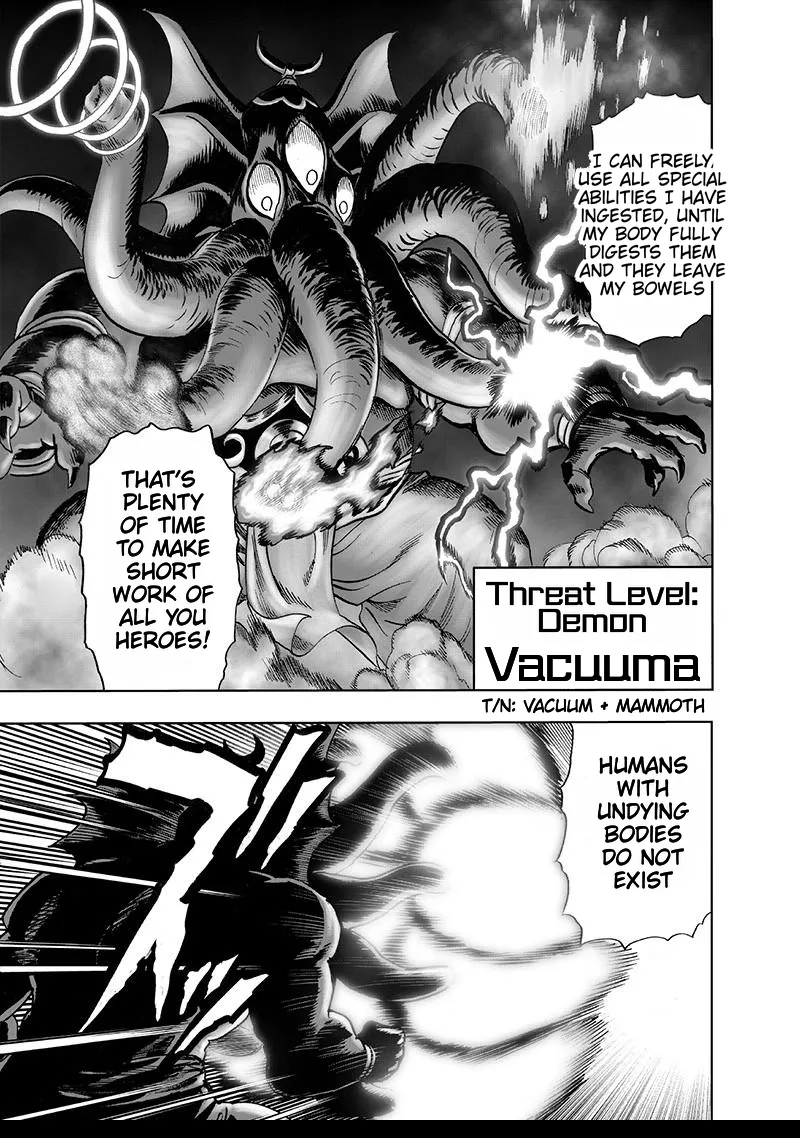 I CAN FREELY,
USE ALL SPECIAL
ABILITIES I HAVE
INGESTED, UNTIL
MY BODY FULLY
DIGESTS THEM
AND THEY LEAVE
MY BOWELS
THAT'S
PLENTY
OF TIME
TO MAKE
SHORT
WORK OF
ALL YOU
HEROES!
Threat Level:
Demon
Vacuuma
T/N: VACUUM + MAMMOTH
HUMANS
WITH
UNDYING
BODIES
DO NOT
EXIST